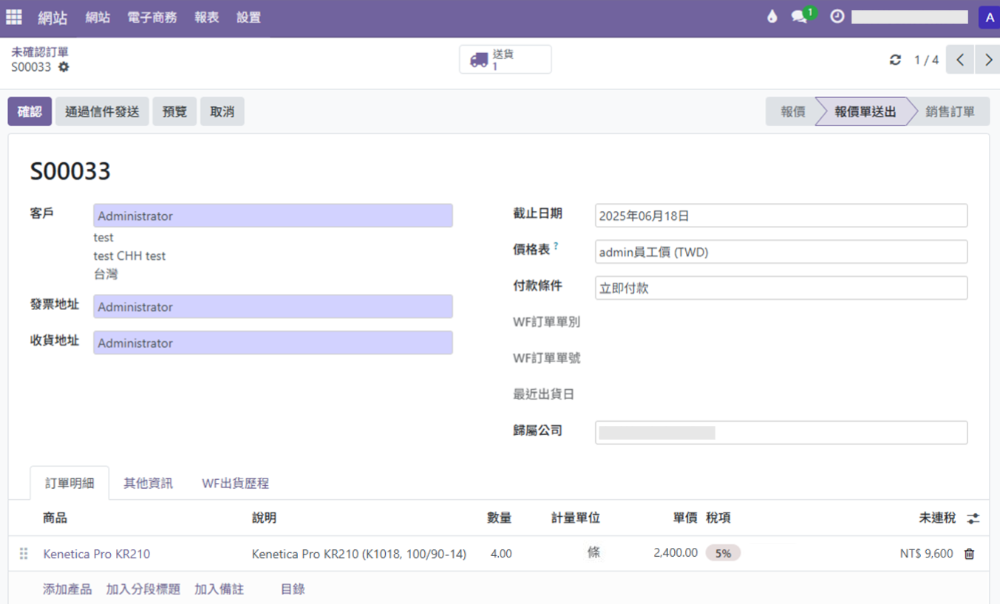 網站 網站 電子商務 報表 設置 1 A
未確認訂單
S00033
送貨
1
1 / 4
確認 通過信件發送 預覽 取消 報價 報價單送出 銷售訂單
S00033
客戶 Administrator
test
test CHH test
台灣
發票地址 Administrator
收貨地址 Administrator
截止日期 2025年06月18日
價格表 ? admin員工價 (TWD)
付款條件 立即付款
WF訂單單別
WF訂單單號
最近出貨日
歸屬公司
訂單明細 其他資訊 WF出貨歷程
商品 說明 數量 計量單位 單價 稅項 未連稅
Kenetica Pro KR210 Kenetica Pro KR210 (K1018, 100/90-14) 4.00 條 2,400.00 5% NT$ 9,600
添加產品 加入分段標題 加入備註 目錄